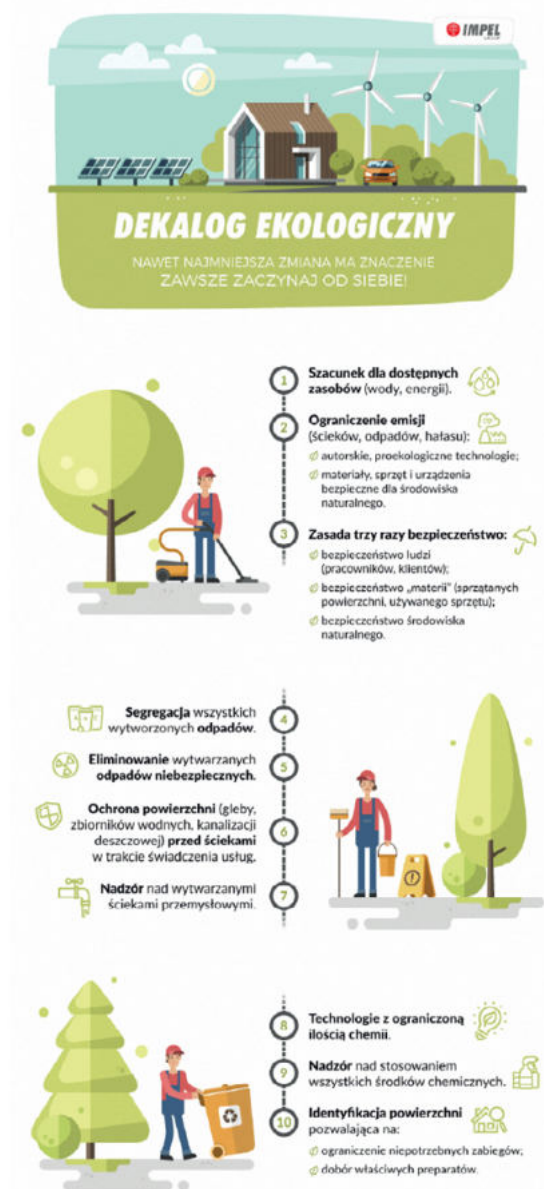 IMPEL
DEKALOG EKOLOGICZNY
NAWET NAJMNIEJSZA ZMIANA MA ZNACZENIE
ZAWSZE ZACZYNAJ OD SIEBIE!
1
Szacunek dla dostępnych
zasobów (wody, energii).
2
Ograniczenie emisji
(ścieków, odpadów, hałasu):
autorskie, proekologiczne technologie;
materiały, sprzęt i urządzenia
bezpieczne dla środowiska
naturalnego.
3
Zasada trzy razy bezpieczeństwo:
bezpieczeństwo ludzi
(pracowników, klientów);
bezpieczeństwo „materii” (sprzątanych
powierzchni, używanego sprzętu);
bezpieczeństwo środowiska
naturalnego.
4
Segregacja wszystkich
wytworzonych odpadów.
5
Eliminowanie wytwarzanych
odpadów niebezpiecznych.
6
Ochrona powierzchni (gleby,
zbiorników wodnych, kanalizacji
deszczowej) przed ściekami
w trakcie świadczenia usług.
7
Nadzór nad wytwarzanymi
ściekami przemysłowymi.
8
Technologie z ograniczoną
ilością chemii.
9
Nadzór nad stosowaniem
wszystkich środków chemicznych.
10
Identyfikacja powierzchni
pozwalająca na:
ograniczenie niepotrzebnych zabiegów;
dobór właściwych preparatów.